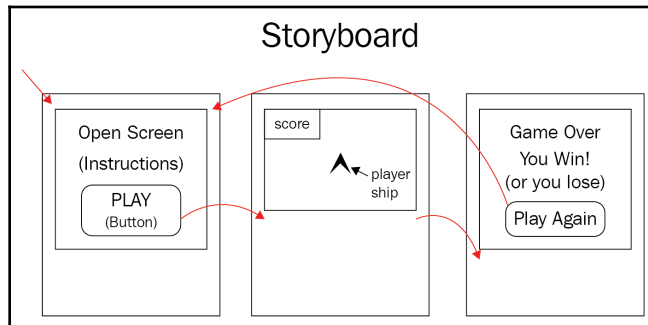 Storyboard
Open Screen
(Instructions)
PLAY
(Button)
score
player
ship
Game Over
You Win!
(or you lose)
Play Again